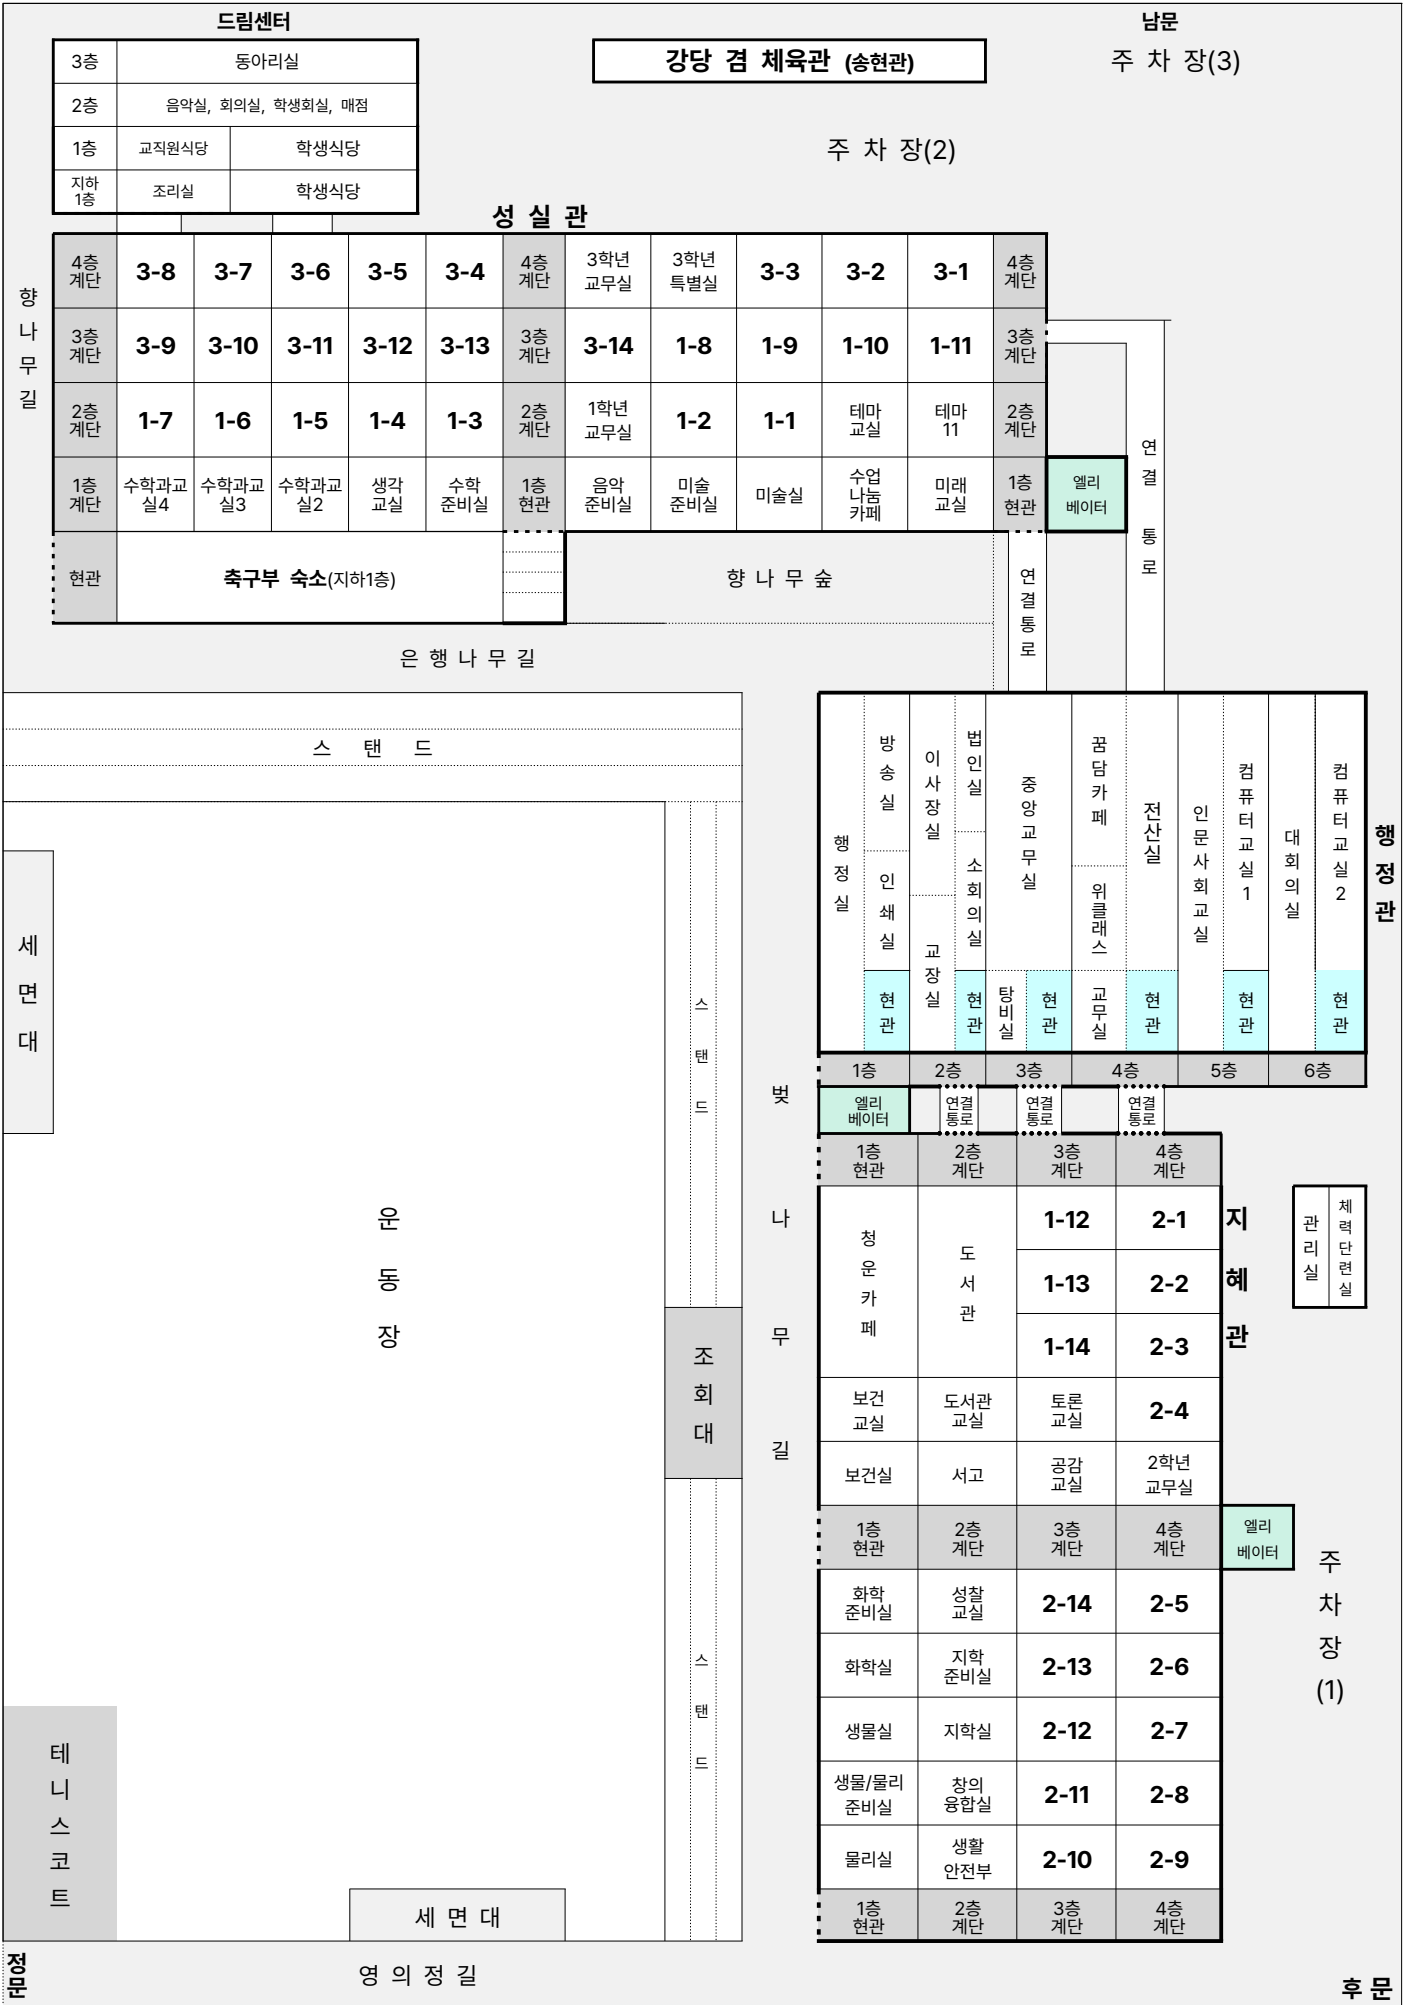 드림센터
남문
3층 동아리실
2층 음악실, 회의실, 학생회실, 매점
1층 교직원식당 학생식당
지하
1층
조리실 학생식당
강당 겸 체육관 (송현관)
주 차 장(3)
주 차 장(2)
성 실 관
향나무길
4층
계단
3-8 3-7 3-6 3-5 3-4
4층
계단
3학년
교무실
3학년
특별실
3-3 3-2 3-1
4층
계단
3층
계단
3-9 3-10 3-11 3-12 3-13
3층
계단
3-14 1-8 1-9 1-10 1-11
3층
계단
2층
계단
1-7 1-6 1-5 1-4 1-3
2층
계단
1학년
교무실
1-2 1-1
테마
교실
테마
11
2층
계단
1층
계단
수학과교
실4
수학과교
실3
수학과교
실2
생각
교실
수학
준비실
1층
현관
음악
준비실
미술
준비실
미술실
수업
나눔
카페
미래
교실
1층
현관
엘리
베이터
연결 통로
현관
축구부 숙소(지하1층)
향나무숲
연결통로
은행나무길
스 탠 드
세면대
운동장
스탠드
조회대
스탠드
테니스코트
세면대
벚나무길
행정실
방송실
인쇄실
현관
이사장실
교장실
법인실
소회의실
현관
중앙교무실
탕비실
현관
꿈담카페
위클래스
교무실
전산실
현관
인문사회교실
컴퓨터교실1
현관
대회의실
컴퓨터교실2
현관
행정관
1층 2층 3층 4층 5층 6층
엘리
베이터
연결
통로
연결
통로
연결
통로
1층
현관
2층
계단
3층
계단
4층
계단
청운카페
도서관
1-12 2-1
1-13 2-2
1-14 2-3
지혜관
관리실
체력단련실
보건
교실
도서관
교실
토론
교실
2-4
보건실
서고
공감
교실
2학년
교무실
1층
현관
2층
계단
3층
계단
4층
계단
엘리
베이터
화학
준비실
성찰
교실
2-14 2-5
화학실
지학
준비실
2-13 2-6
생물실 지학실 2-12 2-7
생물/물리
준비실
창의
융합실
2-11 2-8
물리실
생활
안전부
2-10 2-9
1층
현관
2층
계단
3층
계단
4층
계단
주차장(1)
정문
영의정길
후문